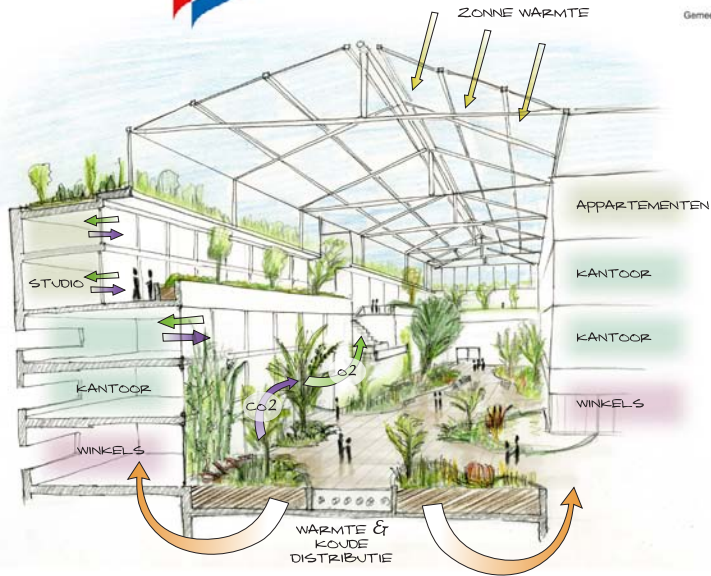 ZONNE WARMTE
Gemee
APPARTEMENTEN
STUDIO
KANTOOR
KANTOOR
O2
CO2
KANTOOR
WINKELS
WINKELS
WARMTE &
KOUDE
DISTRIBUTIE